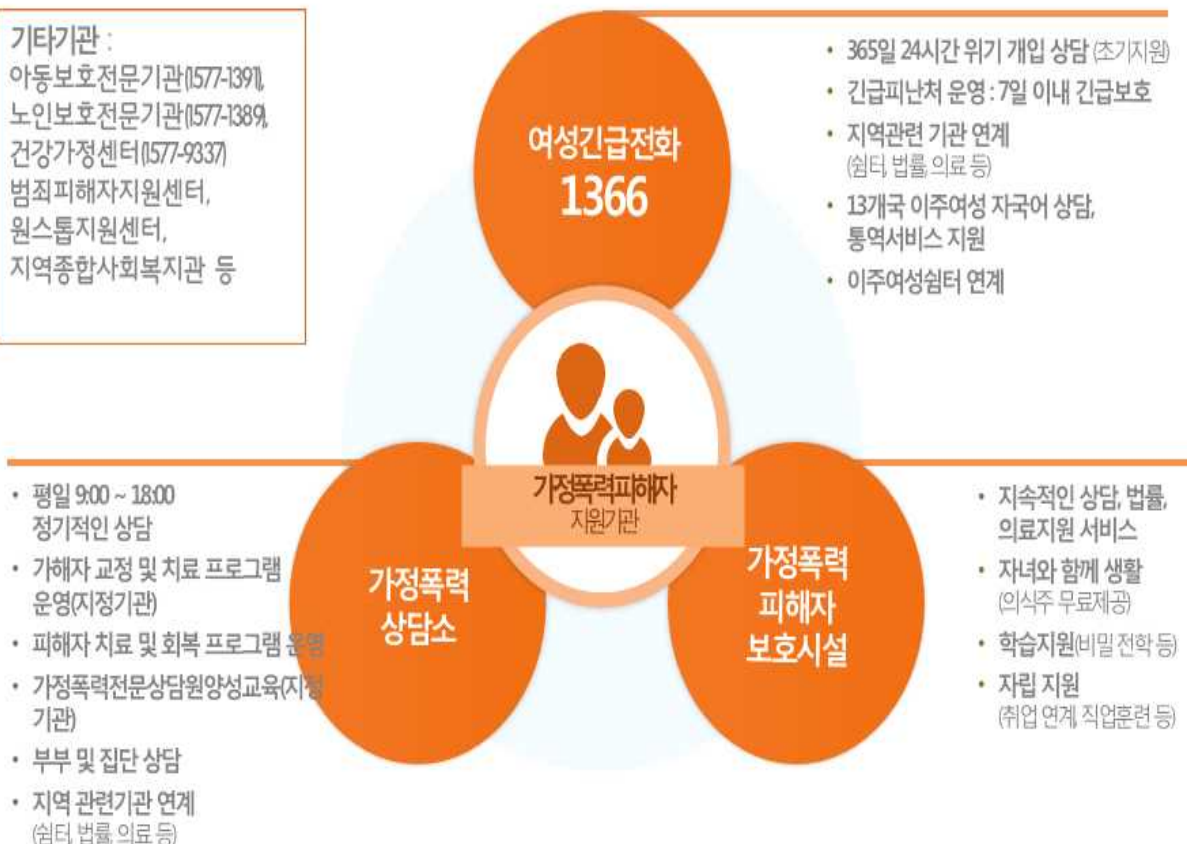 기타기관 :
아동보호전문기관(1577-1391),
노인보호전문기관(1577-1389),
건강가정센터(1577-9337)
범죄피해자지원센터,
원스톱지원센터,
지역종합사회복지관 등
여성긴급전화
1366
• 365일 24시간 위기 개입 상담 (초기지원)
• 긴급피난처 운영 : 7일 이내 긴급보호
• 지역관련 기관 연계
(쉼터, 법률, 의료 등)
• 13개국 이주여성 자국어 상담,
통역서비스 지원
• 이주여성쉼터 연계
가정폭력피해자
지원기관
• 평일 9:00 ~ 18:00
정기적인 상담
• 가해자 교정 및 치료 프로그램
운영(지정기관)
• 피해자 치료 및 회복 프로그램 운영
• 가정폭력전문상담원양성교육(지정
기관)
• 부부 및 집단 상담
• 지역 관련기관 연계
(쉼터, 법률, 의료 등)
가정폭력
상담소
가정폭력
피해자
보호시설
• 지속적인 상담, 법률,
의료지원 서비스
• 자녀와 함께 생활
(의식주 무료제공)
• 학습지원(비밀 전학 등)
• 자립 지원
(취업 연계, 직업훈련 등)